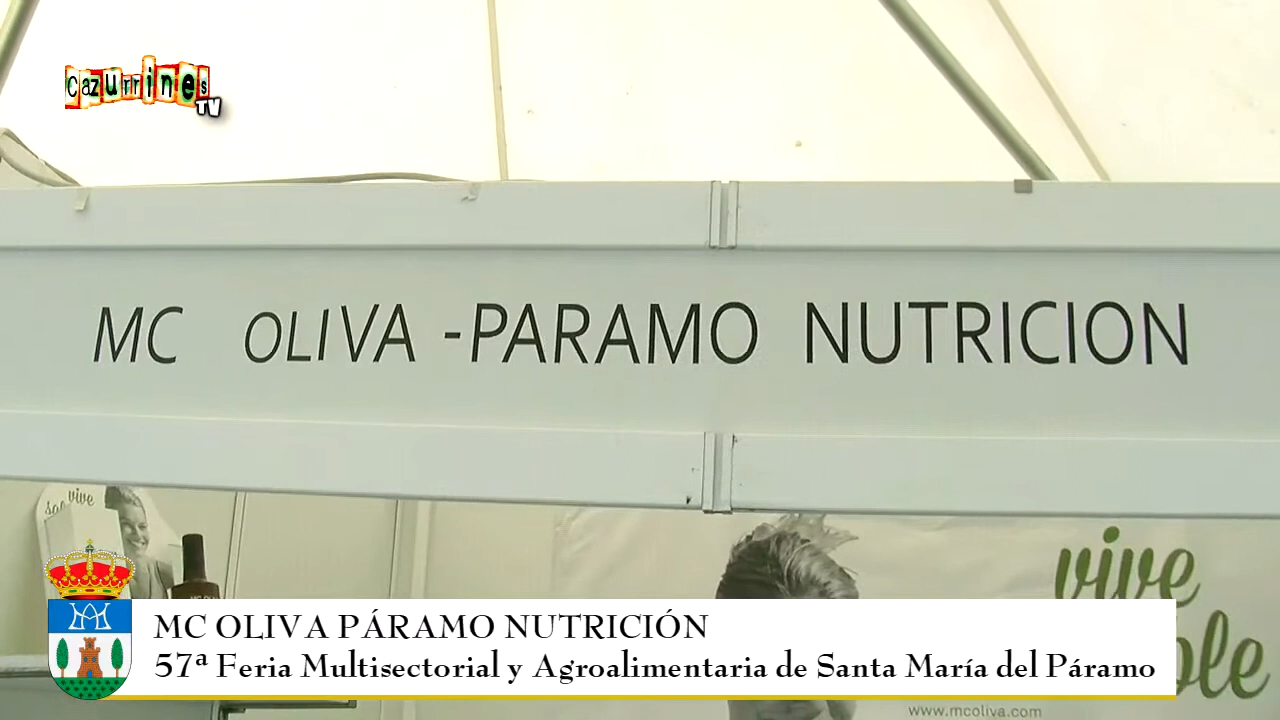 Cazurrines
TV
MC OLIVA -PARAMO NUTRICION
vive
MC OLIVA PÁRAMO NUTRICIÓN
57ª Feria Multisectorial y Agroalimentaria de Santa María del Páramo
vive
www.mcoliva.com